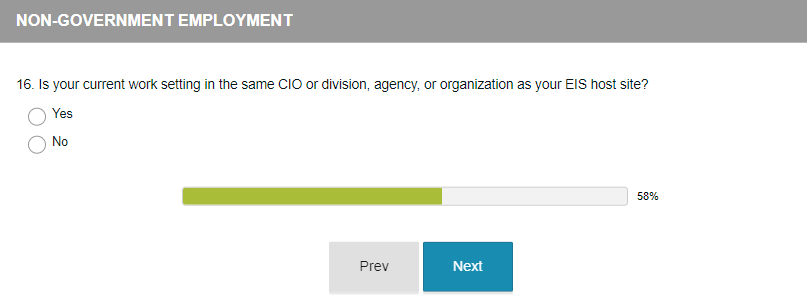 NON-GOVERNMENT EMPLOYMENT
16. Is your current work setting in the same CIO or division, agency, or organization as your EIS host site?
Yes
No
58%
Prev
Next